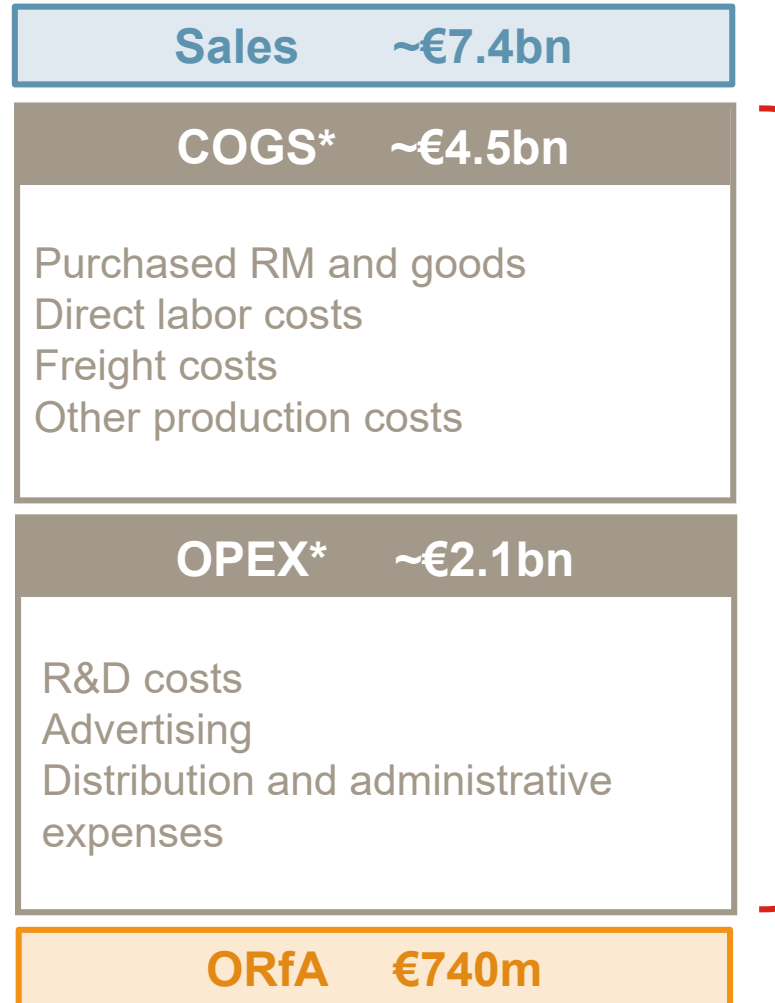 Sales ~€7.4bn
COGS* ~€4.5bn
Purchased RM and goods
Direct labor costs
Freight costs
Other production costs
OPEX* ~€2.1bn
R&D costs
Advertising
Distribution and administrative
expenses
ORfA €740m